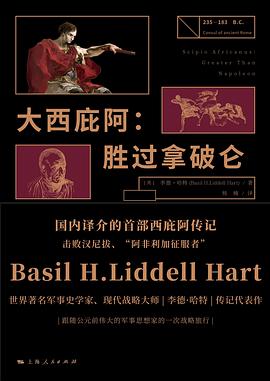 235－183 B.C.
Consul of ancient Rome
Scipio Africanus:
Greater Than
Napoleon
大西庇阿：
胜过拿破仑
[英] 李德·哈特 (Basil H.Liddell Hart) / 著
杨楠 / 译
国内译介的首部西庇阿传记
击败汉尼拔、“阿非利加征服者”
Basil H.Liddell Hart
世界著名军事史学家、现代战略大师 | 李德·哈特 | 传记代表作
| 跟随公元前伟大的军事思想家的一次战略旅行 |
上海人民出版社